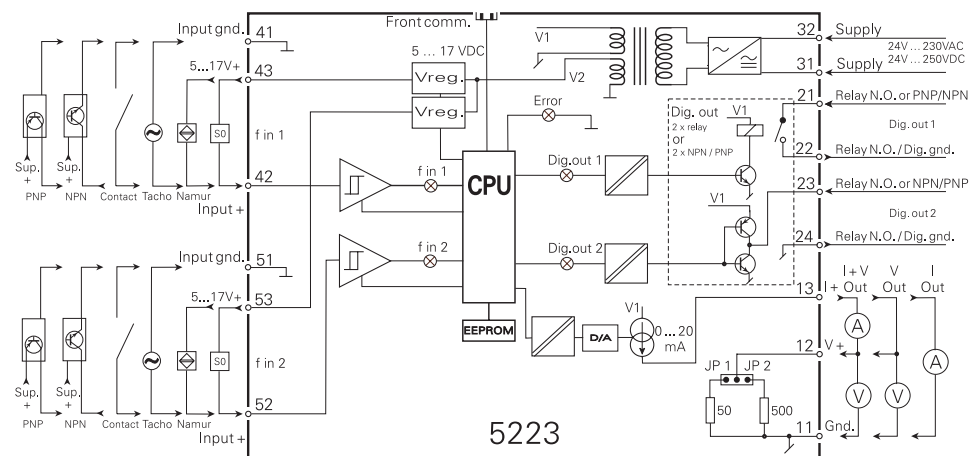 Front comm.
Input gnd.
41
5 ... 17 VDC
V1
32
Supply
24V ... 230VAC
24V ... 250VDC
5...17V+
43
Vreg.
V2
31
Supply
Vreg.
Error
Dig. out
2 x relay
or
2 x NPN / PNP
V1
21
Relay N.O. or PNP/NPN
Dig. out 1
f in 1
S0
22
Relay N.O. / Dig. gnd.
Sup.
+
Sup.
+
PNP
NPN
Contact
Tacho
Namur
42
Input +
f in 1
CPU
Dig.out 1
23
Relay N.O. or NPN/PNP
V1
Dig. out 2
Input gnd.
51
f in 2
Dig.out 2
24
Relay N.O. / Dig. gnd.
5...17V+
53
13
I +
I + V
Out
V
Out
I
Out
EEPROM
D/A
V1
0 ... 20
mA
A
S0
f in 2
12
V +
A
JP 1
JP 2
Sup.
+
Sup.
+
PNP
NPN
Contact
Tacho
Namur
52
Input +
50
500
V
V
5223
11
Gnd.